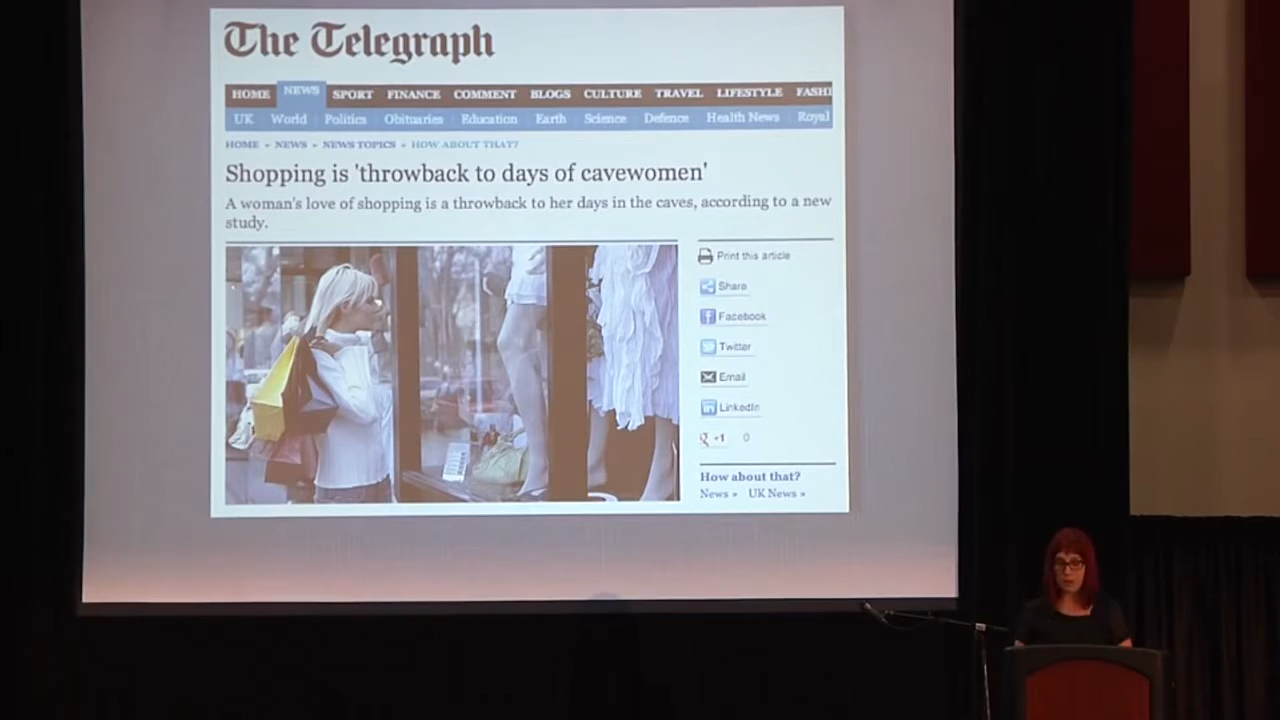 The Telegraph
HOME NEWS SPORT FINANCE COMMENT BLOGS CULTURE TRAVEL LIFESTYLE FASHI
UK World Politics Obituaries Education Earth Science Defence Health News Royal
HOME » NEWS » NEWS TOPICS » HOW ABOUT THAT?
Shopping is 'throwback to days of cavewomen'
A woman's love of shopping is a throwback to her days in the caves, according to a new
study.
Print this article
Share
Facebook
Twitter
Email
LinkedIn
+1 0
How about that?
News » UK News »